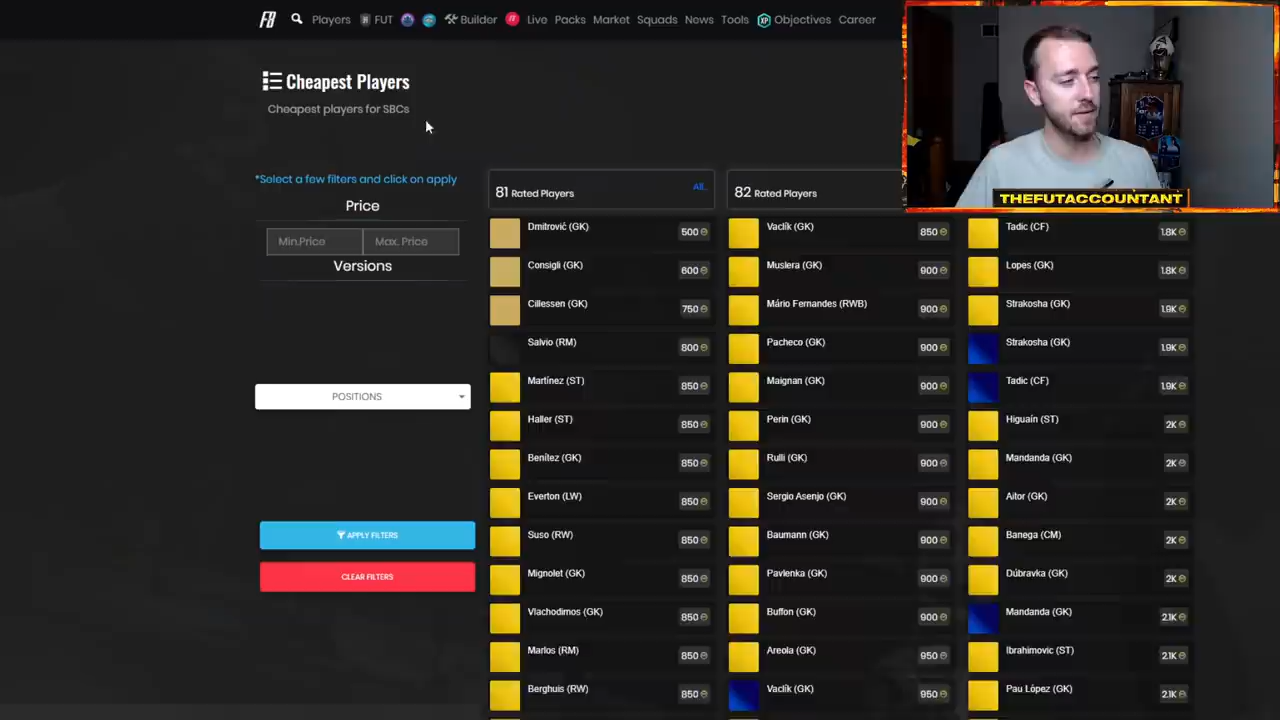 FB Players FUT Builder Live Packs Market Squads News Tools XP Objectives Career
Cheapest Players
Cheapest players for SBCs
THEFUTACCOUNTANT
*Select a few filters and click on apply
Price
Min.Price Max. Price
Versions
POSITIONS
APPLY FILTERS
CLEAR FILTERS
81 Rated Players All..
Dmitrović (GK) 500
Consigli (GK) 600
Cillessen (GK) 750
Salvio (RM) 800
Martínez (ST) 850
Haller (ST) 850
Benítez (GK) 850
Everton (LW) 850
Suso (RW) 850
Mignolet (GK) 850
Vlachodimos (GK) 850
Marlos (RM) 850
Berghuis (RW) 850
82 Rated Players
Vaclík (GK) 850
Muslera (GK) 900
Mário Fernandes (RWB) 900
Pacheco (GK) 900
Maignan (GK) 900
Perin (GK) 900
Rulli (GK) 900
Sergio Asenjo (GK) 900
Baumann (GK) 900
Pavlenka (GK) 900
Buffon (GK) 900
Areola (GK) 950
Vaclík (GK) 950
Tadic (CF) 1.8K
Lopes (GK) 1.8K
Strakosha (GK) 1.9K
Strakosha (GK) 1.9K
Tadic (CF) 1.9K
Higuaín (ST) 2K
Mandanda (GK) 2K
Aitor (GK) 2K
Banega (CM) 2K
Dúbravka (GK) 2K
Mandanda (GK) 2.1K
Ibrahimovic (ST) 2.1K
Pau López (GK) 2.1K